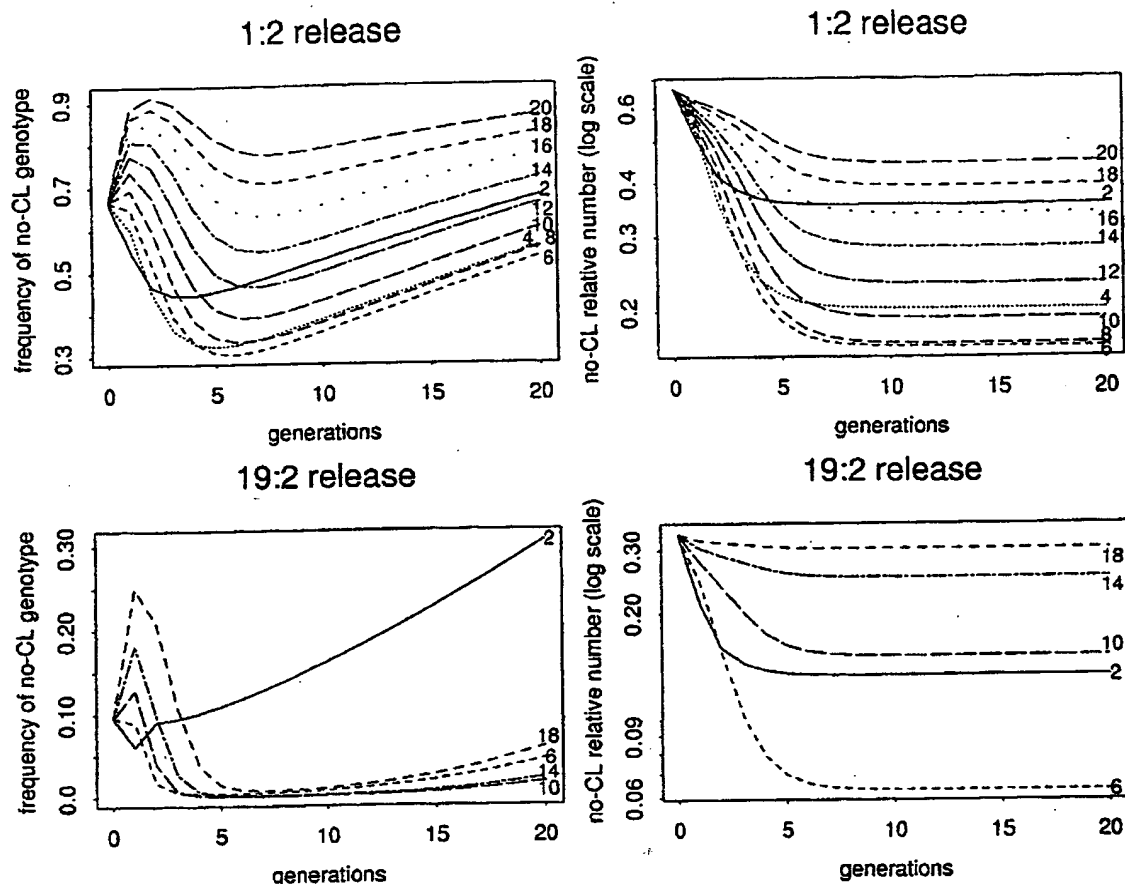 1:2 release
frequency of no-CL genotype
0.9
0.7
0.5
0.3
20
18
16
14
2
12
10
4 8
6
0 5 10 15 20
generations
1:2 release
no-CL relative number (log scale)
0.6
0.4
0.3
0.2
20
18
2
16
14
12
4
10
8
6
0 5 10 15 20
generations
19:2 release
frequency of no-CL genotype
0.30
0.20
0.10
0.0
2
18
6
14
10
0 5 10 15 20
generations
19:2 release
no-CL relative number (log scale)
0.30
0.20
0.09
0.06
18
14
10
2
6
0 5 10 15 20
generations